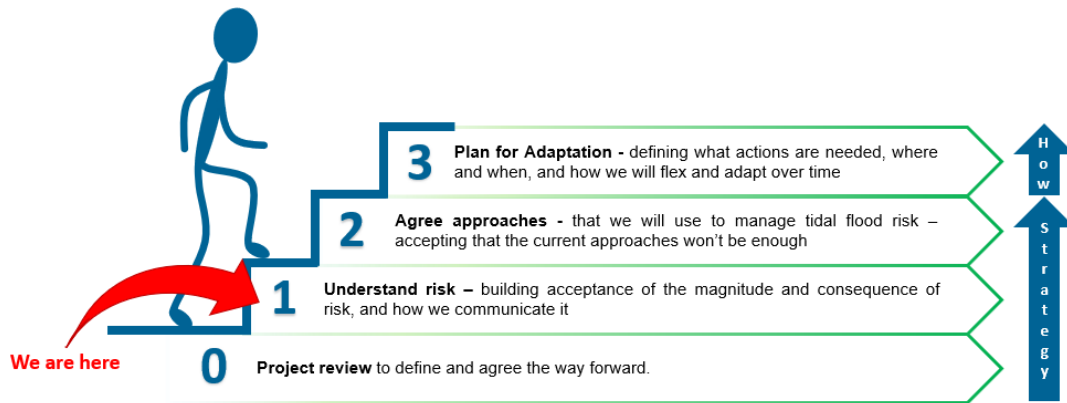 3
Plan for Adaptation - defining what actions are needed, where
and when, and how we will flex and adapt over time
How
2
Agree approaches - that we will use to manage tidal flood risk –
accepting that the current approaches won't be enough
Strategy
1
Understand risk – building acceptance of the magnitude and consequence of
risk, and how we communicate it
We are here
0
Project review to define and agree the way forward.